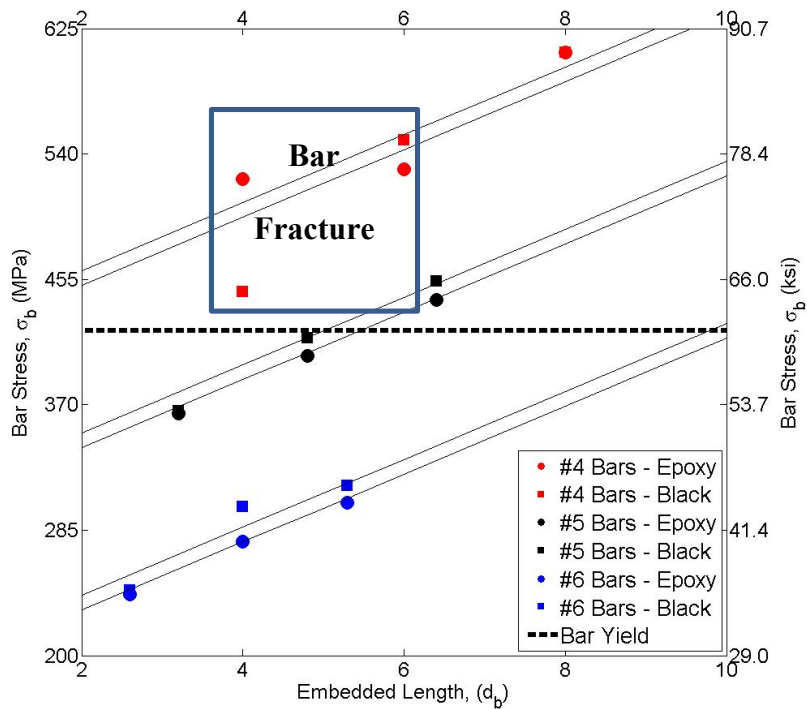 2 4 6 8 10
625 90.7
Bar
540 78.4
Fracture
455 66.0
Bar Stress, σ_b (MPa)
Bar Stress, σ_b (ksi)
370 53.7
#4 Bars - Epoxy
#4 Bars - Black
285 41.4
#5 Bars - Epoxy
#5 Bars - Black
#6 Bars - Epoxy
#6 Bars - Black
Bar Yield
200 29.0
2 4 6 8 10
Embedded Length, (d_b)